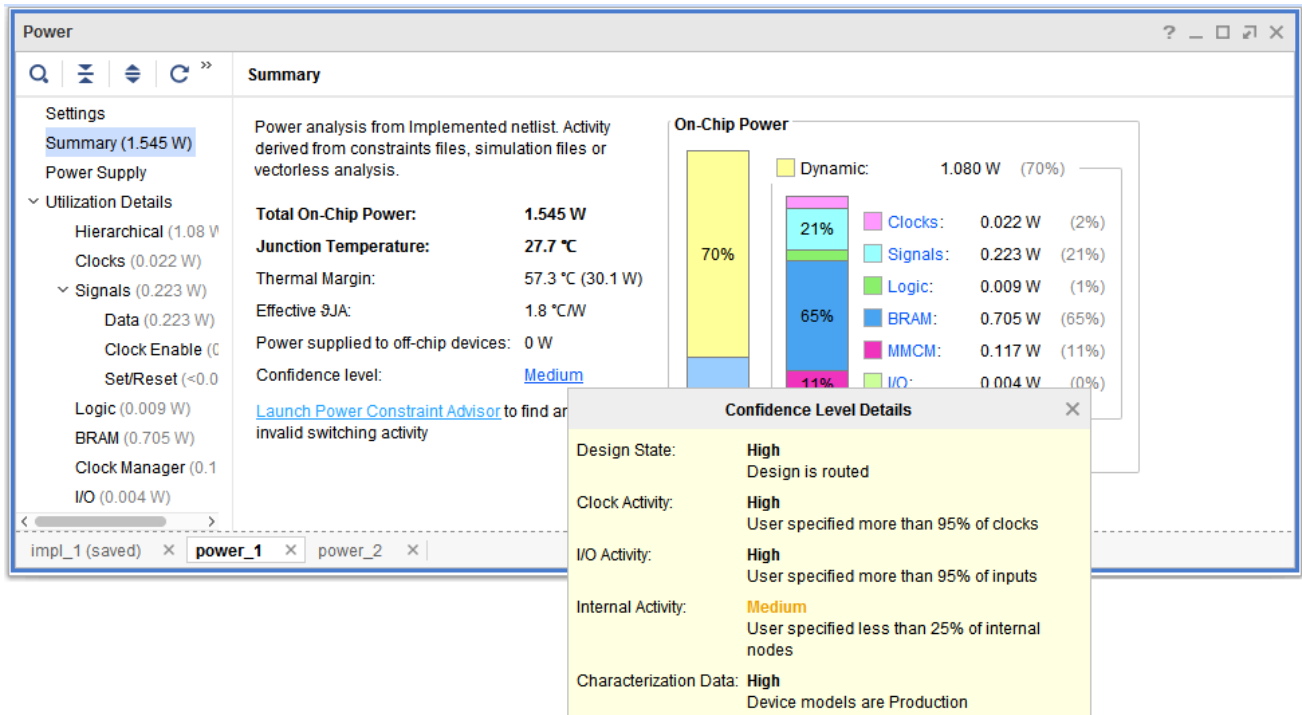 Power
?
»
Summary
Settings
Summary (1.545 W)
Power Supply
Utilization Details
Hierarchical (1.08 W
Clocks (0.022 W)
Signals (0.223 W)
Data (0.223 W)
Clock Enable (0
Set/Reset (<0.0
Logic (0.009 W)
BRAM (0.705 W)
Clock Manager (0.1
I/O (0.004 W)
Power analysis from Implemented netlist. Activity
derived from constraints files, simulation files or
vectorless analysis.
Total On-Chip Power: 1.545 W
Junction Temperature: 27.7 °C
Thermal Margin: 57.3 °C (30.1 W)
Effective ϑJA: 1.8 °C/W
Power supplied to off-chip devices: 0 W
Confidence level: Medium
Launch Power Constraint Advisor to find an
invalid switching activity
On-Chip Power
70%
Dynamic: 1.080 W (70%)
21%
65%
11%
Clocks: 0.022 W (2%)
Signals: 0.223 W (21%)
Logic: 0.009 W (1%)
BRAM: 0.705 W (65%)
MMCM: 0.117 W (11%)
I/O: 0.004 W (0%)
impl_1 (saved)
power_1
power_2
Confidence Level Details
Design State: High
Design is routed
Clock Activity: High
User specified more than 95% of clocks
I/O Activity: High
User specified more than 95% of inputs
Internal Activity: Medium
User specified less than 25% of internal
nodes
Characterization Data: High
Device models are Production